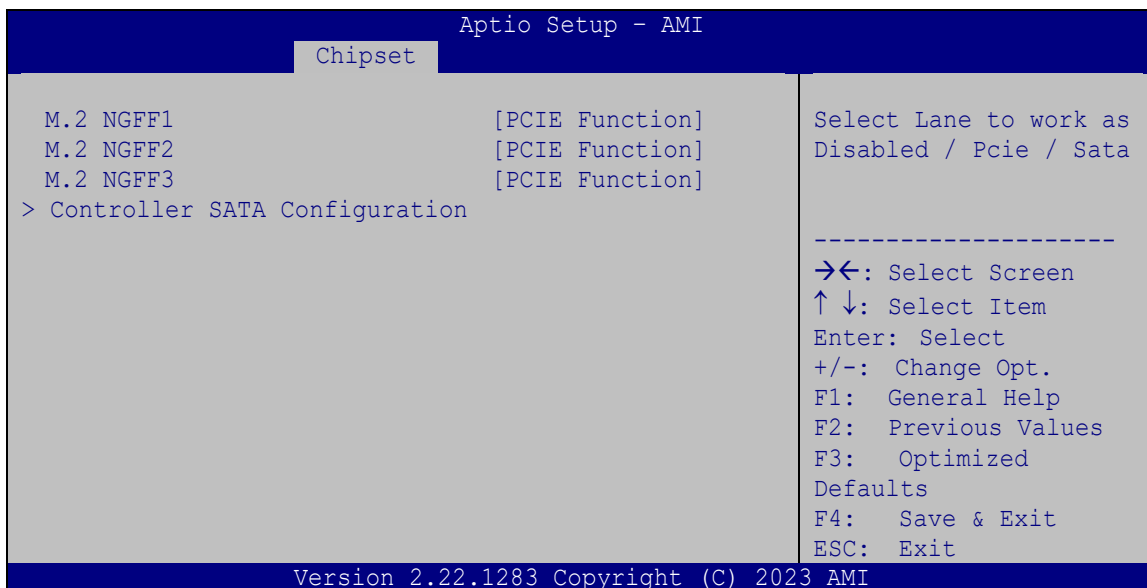 Aptio Setup – AMI
Chipset
M.2 NGFF1 [PCIE Function]
M.2 NGFF2 [PCIE Function]
M.2 NGFF3 [PCIE Function]
> Controller SATA Configuration
Select Lane to work as
Disabled / Pcie / Sata
---------------------
→←: Select Screen
↑ ↓: Select Item
Enter: Select
+/-: Change Opt.
F1: General Help
F2: Previous Values
F3: Optimized
Defaults
F4: Save & Exit
ESC: Exit
Version 2.22.1283 Copyright (C) 2023 AMI